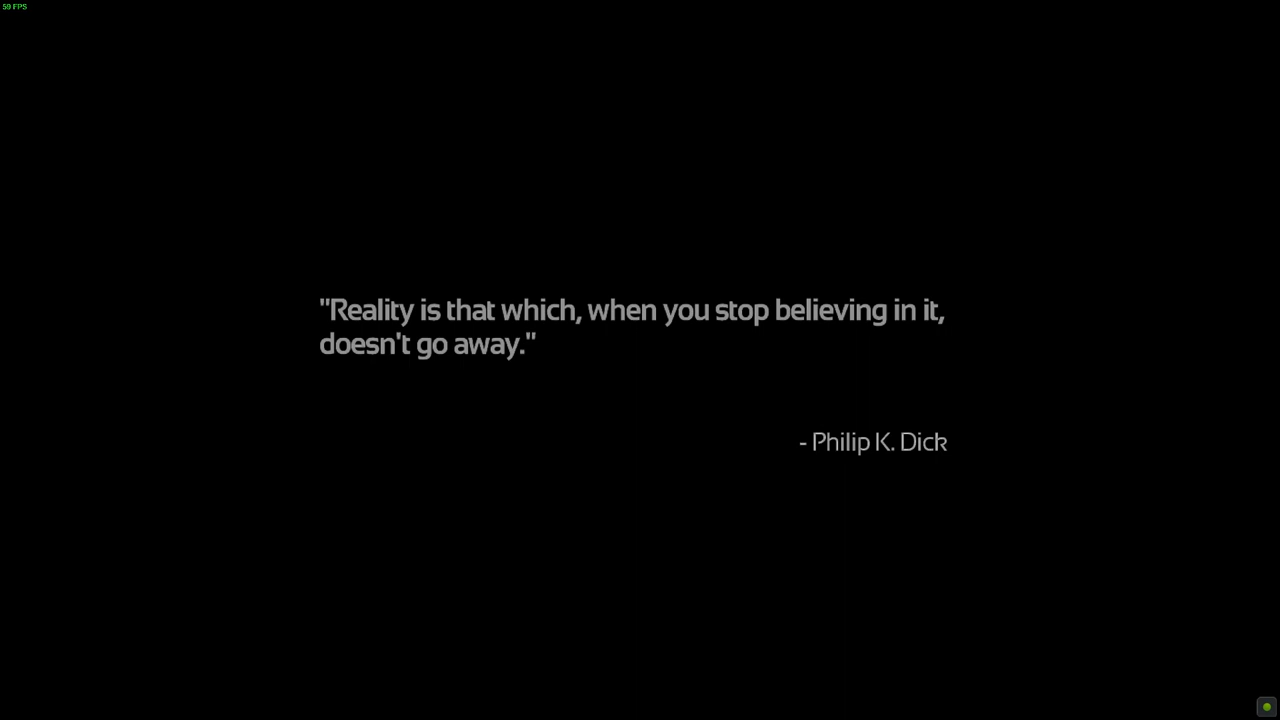 59 FPS
"Reality is that which, when you stop believing in it,
doesn't go away."
- Philip K. Dick